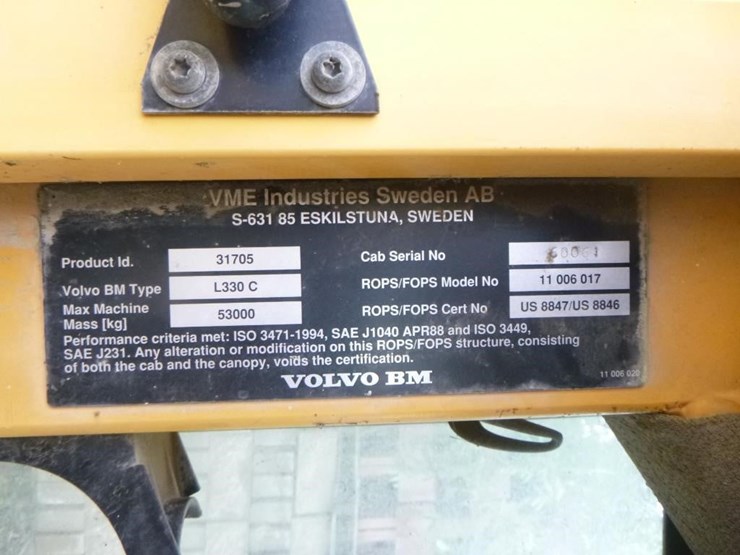 VME Industries Sweden AB
S-631 85 ESKILSTUNA, SWEDEN
Product Id. 31705 Cab Serial No 60061
Volvo BM Type L330 C ROPS/FOPS Model No 11 006 017
Max Machine Mass [kg] 53000 ROPS/FOPS Cert No US 8847/US 8846
Performance criteria met: ISO 3471-1994, SAE J1040 APR88 and ISO 3449,
SAE J231. Any alteration or modification on this ROPS/FOPS structure, consisting
of both the cab and the canopy, voids the certification.
VOLVO BM
11 006 020